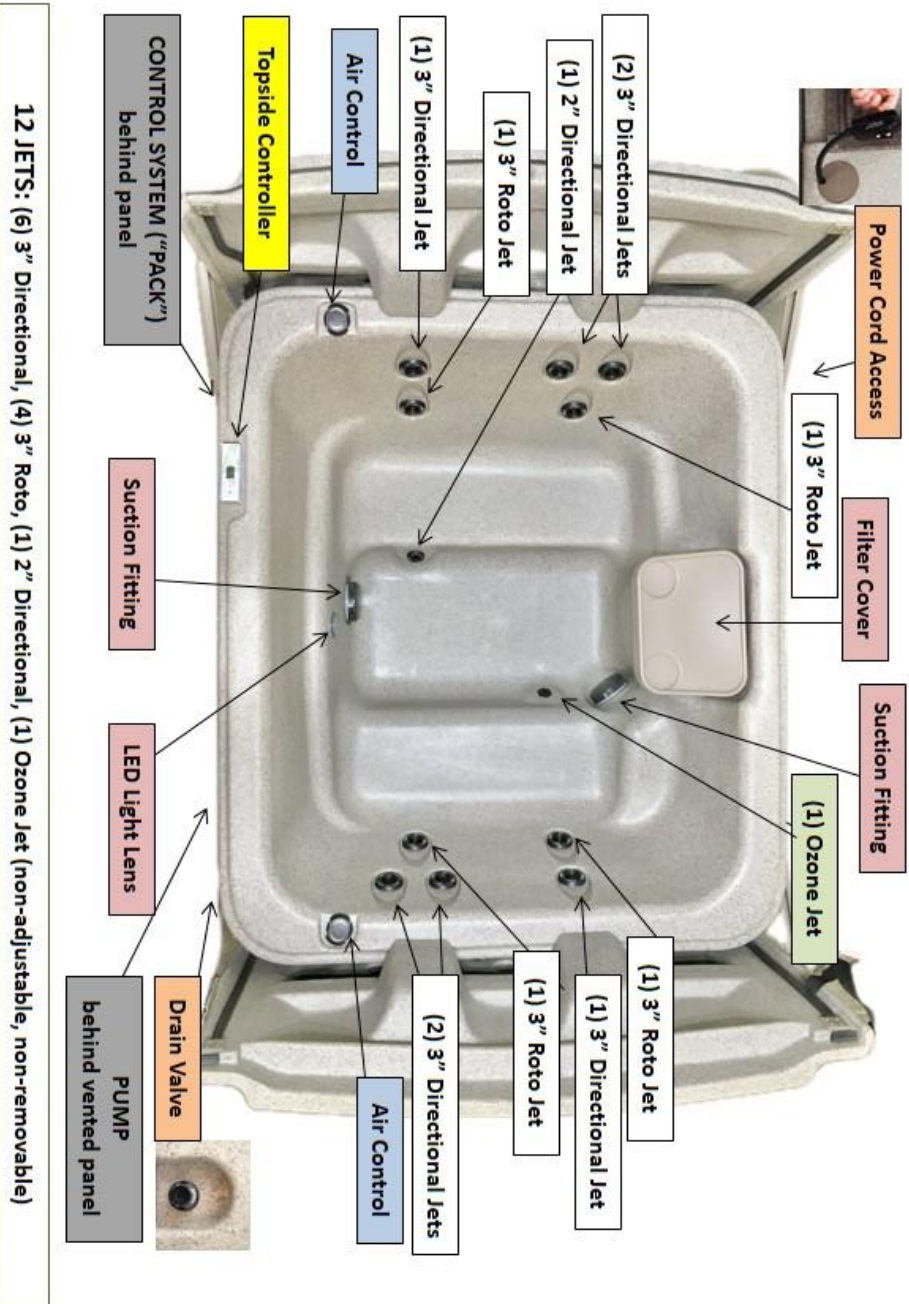 Power Cord Access
Filter Cover
Suction Fitting
(1) 3” Roto Jet
(1) Ozone Jet
(2) 3” Directional Jets
(1) 3” Roto Jet
(1) 2” Directional Jet
(1) 3” Directional Jet
(1) 3” Roto Jet
(1) 3” Roto Jet
(1) 3” Directional Jet
(2) 3” Directional Jets
Air Control
Air Control
Topside Controller
Suction Fitting
LED Light Lens
Drain Valve
CONTROL SYSTEM (“PACK”)
behind panel
PUMP
behind vented panel
12 JETS: (6) 3” Directional, (4) 3” Roto, (1) 2” Directional, (1) Ozone Jet (non-adjustable, non-removable)